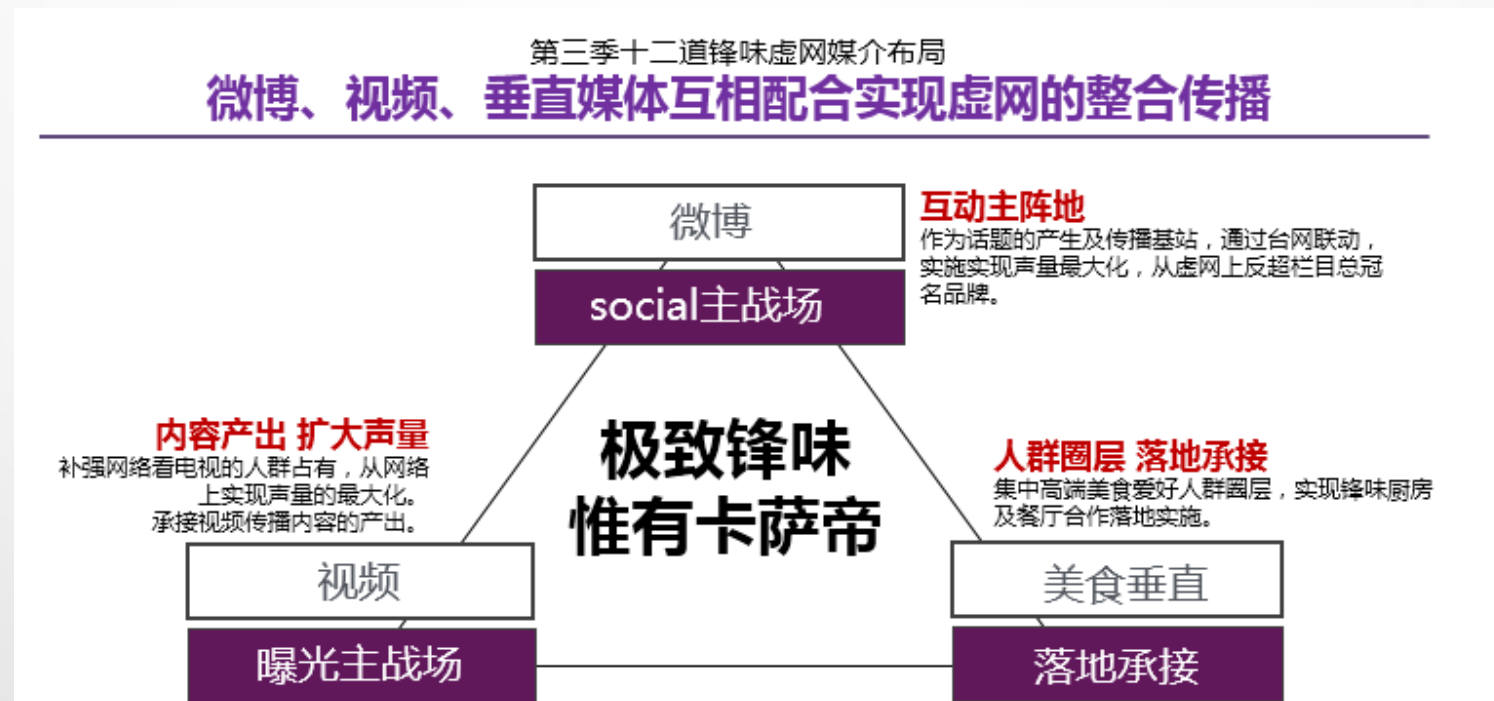 第三季十二道锋味虚网媒介布局
微博、视频、垂直媒体互相配合实现虚网的整合传播
微博
social主战场
互动主阵地
作为话题的产生及传播基站，通过台网联动，
实施实现声量最大化，从虚网上反超栏目总冠
名品牌。
内容产出 扩大声量
补强网络看电视的人群占有，从网络
上实现声量的最大化。
承接视频传播内容的产出。
极致锋味
惟有卡萨帝
人群圈层 落地承接
集中高端美食爱好人群圈层，实现锋味厨房
及餐厅合作落地实施。
视频
曝光主战场
美食垂直
落地承接